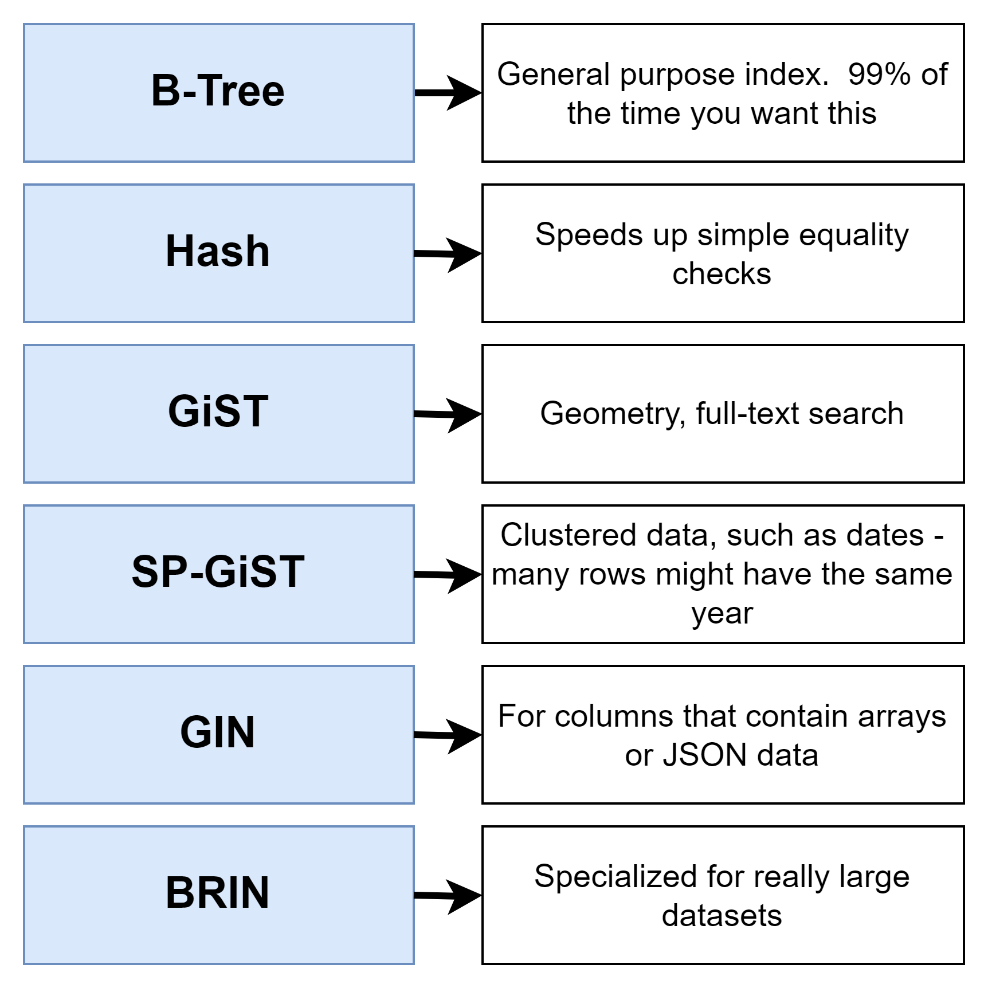 B-Tree
General purpose index.  99% of
the time you want this
Hash
Speeds up simple equality
checks
GiST
Geometry, full-text search
SP-GiST
Clustered data, such as dates -
many rows might have the same
year
GIN
For columns that contain arrays
or JSON data
BRIN
Specialized for really large
datasets